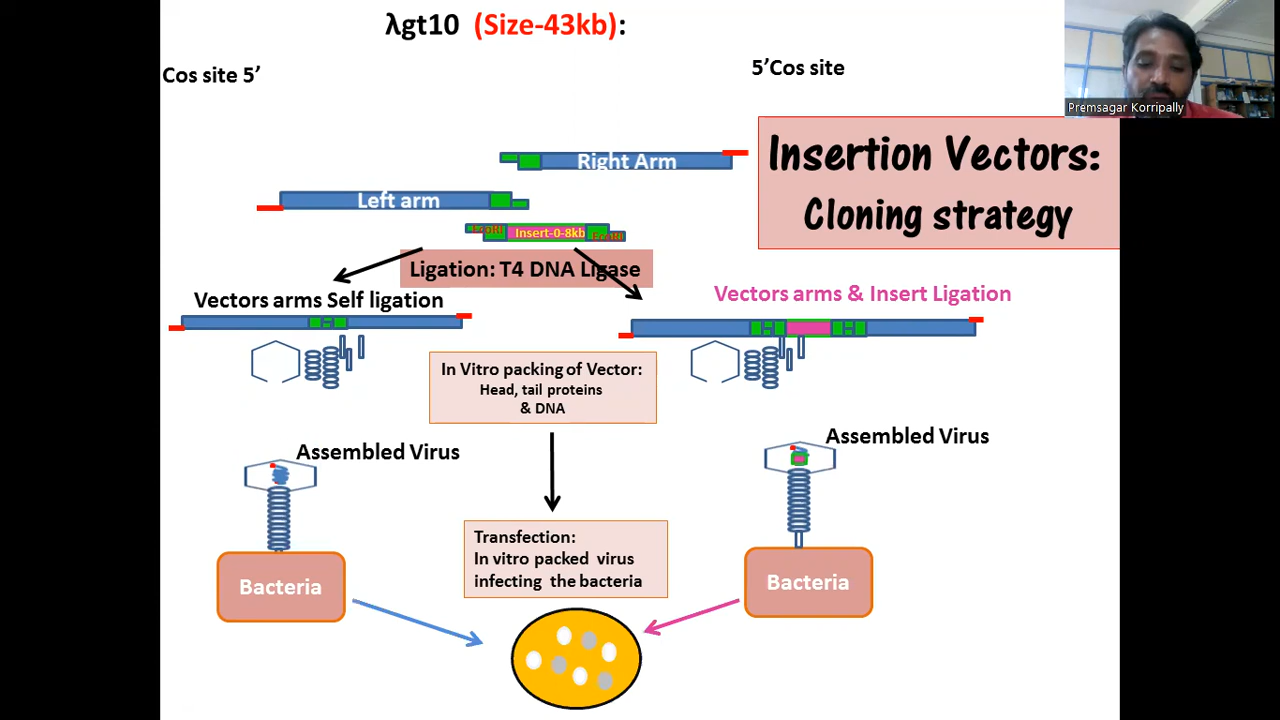 λgt10 (Size-43kb):
Cos site 5’
5’Cos site
Premsagar Korripally
Insertion Vectors:
Cloning strategy
Right Arm
Left arm
Insert-0-8kb
Ligation: T4 DNA Ligase
Vectors arms Self ligation
Vectors arms & Insert Ligation
In Vitro packing of Vector:
Head, tail proteins
& DNA
Assembled Virus
Assembled Virus
Transfection:
In vitro packed virus
infecting the bacteria
Bacteria
Bacteria